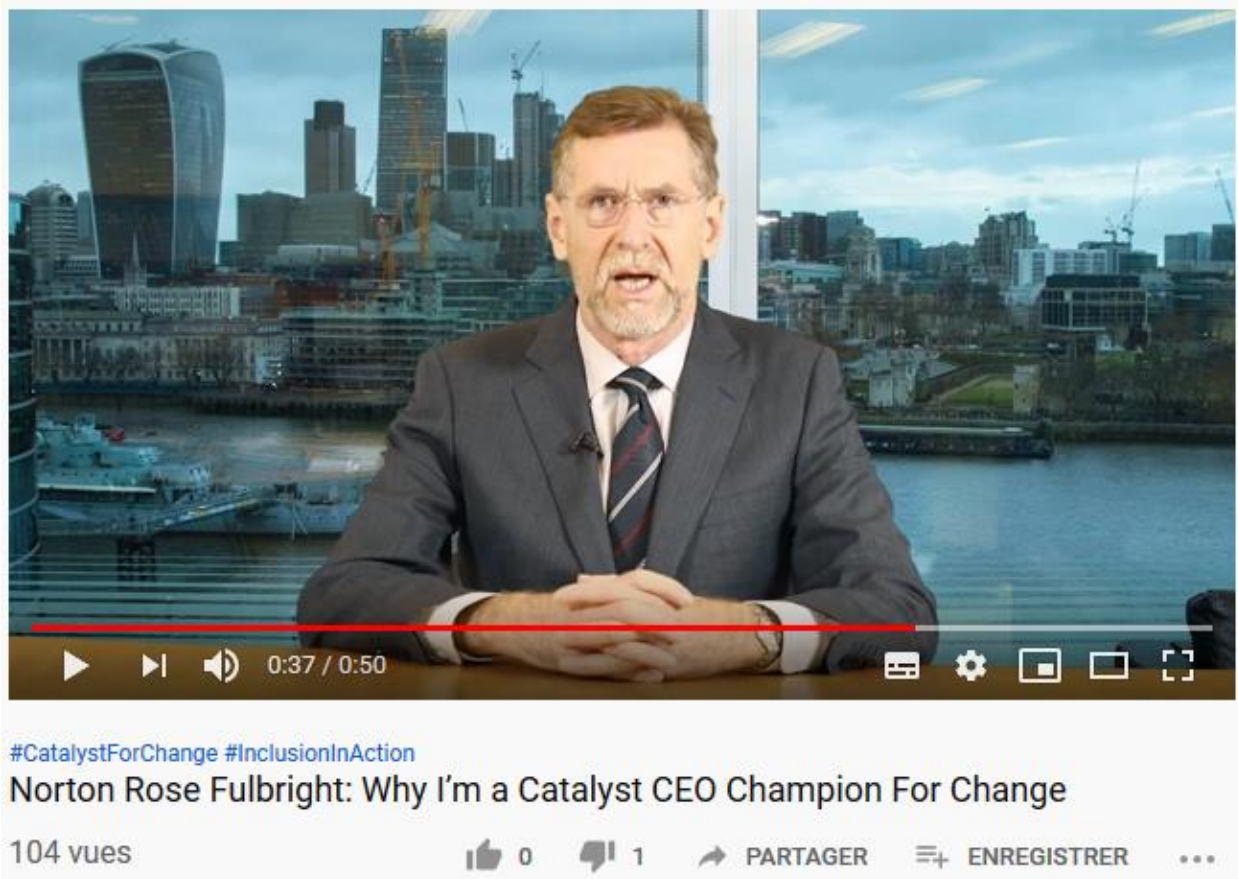 0:37 / 0:50
#CatalystForChange #InclusionInAction
Norton Rose Fulbright: Why I'm a Catalyst CEO Champion For Change
104 vues 0 1 PARTAGER ENREGISTRER